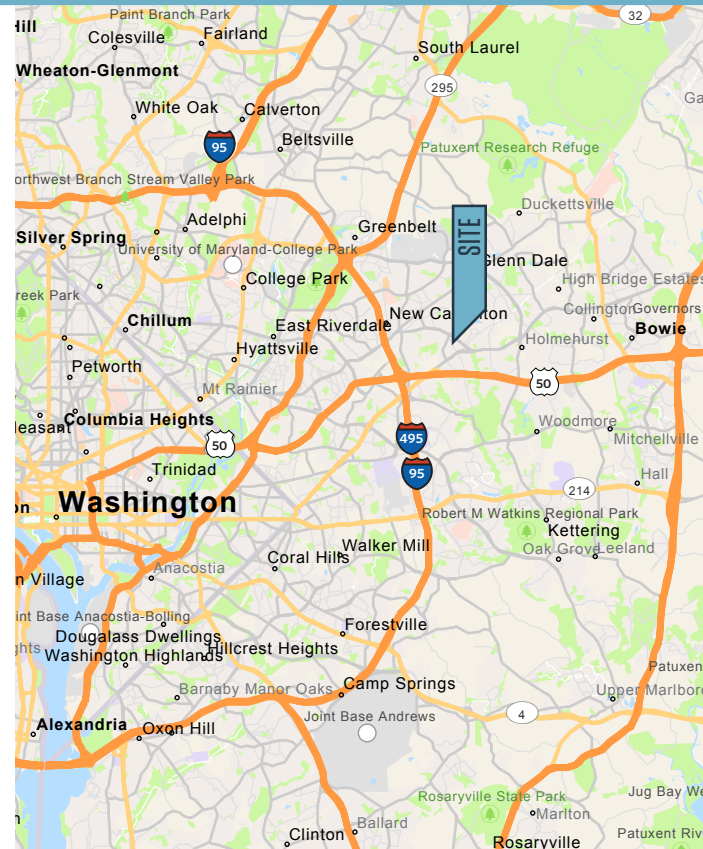 Paint Branch Park
32
Hill
Colesville
Fairland
South Laurel
Wheaton-Glenmont
295
White Oak
Calverton
95
Beltsville
Patuxent Research Refuge
orthwest Branch Stream Valley Park
Duckettsville
Adelphi
Greenbelt
SITE
Silver Spring
University of Maryland-College Park
Glenn Dale
College Park
High Bridge Estates
reek Park
Collington
Governors
Chillum
East Riverdale
New Ca
ton
Bowie
Hyattsville
Holmehurst
Petworth
Mt Rainier
50
Columbia Heights
leasant
Woodmore
50
495
Mitchellville
Trinidad
95
Hall
Washington
214
on
Robert M Watkins Regional Park
Kettering
Walker Mill
Coral Hills
Oak Grove
Leeland
Anacostia
n Village
int Base Anacostia-Bolling
Forestville
Dougalass Dwellings
ghts
Washington Highlands
Hillcrest Heights
Patuxen
Barnaby Manor Oaks
Camp Springs
Upper Marlboro
Joint Base Andrews
4
Alexandria
Oxon Hill
Rosaryville State Park
Jug Bay We
Marlton
n
Ballard
Clinton
Rosaryville
Patuxent Riv